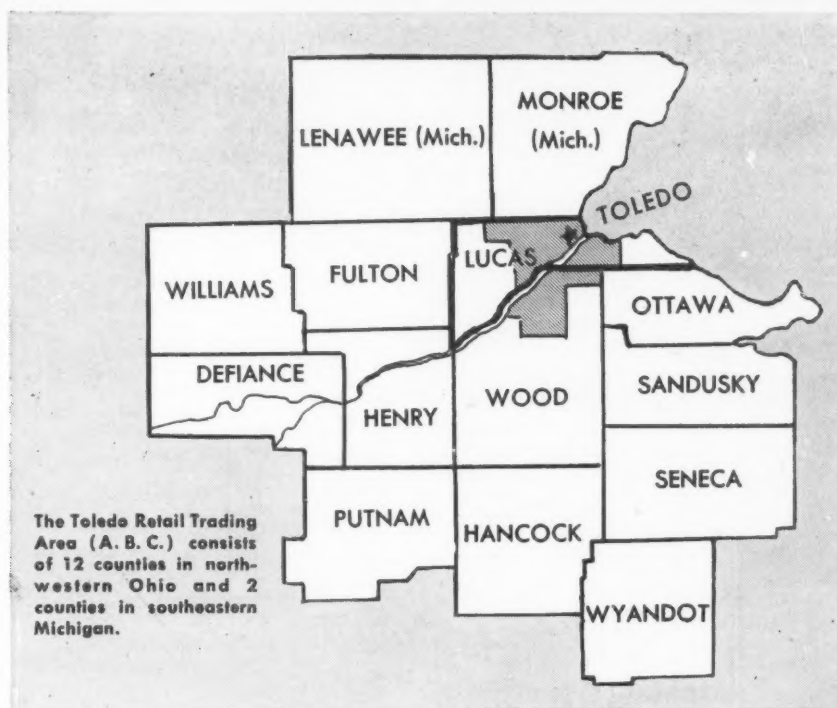 MONROE
(Mich.)
LENAWEE (Mich.)
TOLEDO
LUCAS
FULTON
WILLIAMS
OTTAWA
DEFIANCE
SANDUSKY
WOOD
HENRY
SENECA
PUTNAM
HANCOCK
WYANDOT
The Toledo Retail Trading
Area (A. B. C.) consists
of 12 counties in north-
western Ohio and 2
counties in southeastern
Michigan.